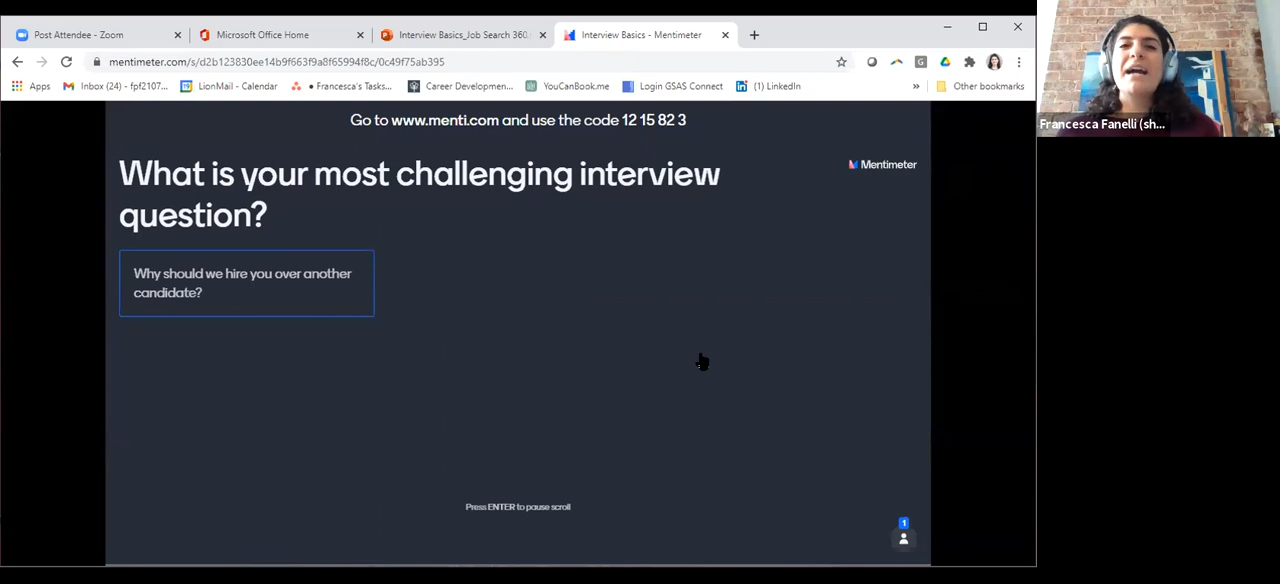 Post Attendee - Zoom
Microsoft Office Home
Interview Basics_Job Search 360.
Interview Basics - Mentimeter
mentimeter.com/s/d2b123830ee14b9f663f9a8f65994f8c/0c49f75ab395
Apps
Inbox (24) - fpf2107...
LionMail - Calendar
• Francesca's Tasks...
Career Developmen...
YouCanBook.me
Login GSAS Connect
(1) LinkedIn
»
Other bookmarks
Francesca Fanelli (sh...
Go to www.menti.com and use the code 12 15 82 3
What is your most challenging interview
question?
Mentimeter
Why should we hire you over another
candidate?
Press ENTER to pause scroll
1